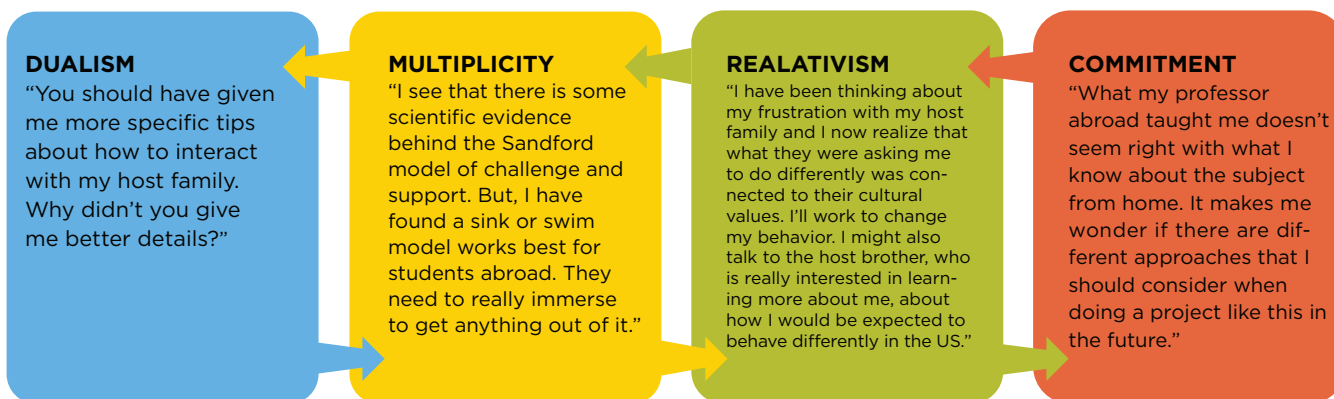 DUALISM
“You should have given
me more specific tips
about how to interact
with my host family.
Why didn’t you give
me better details?”
MULTIPLICITY
“I see that there is some
scientific evidence
behind the Sandford
model of challenge and
support. But, I have
found a sink or swim
model works best for
students abroad. They
need to really immerse
to get anything out of it.”
REALATIVISM
“I have been thinking about
my frustration with my host
family and I now realize that
what they were asking me
to do differently was con-
nected to their cultural
values. I’ll work to change
my behavior. I might also
talk to the host brother, who
is really interested in learn-
ing more about me, about
how I would be expected to
behave differently in the US.”
COMMITMENT
“What my professor
abroad taught me doesn’t
seem right with what I
know about the subject
from home. It makes me
wonder if there are dif-
ferent approaches that I
should consider when
doing a project like this in
the future.”